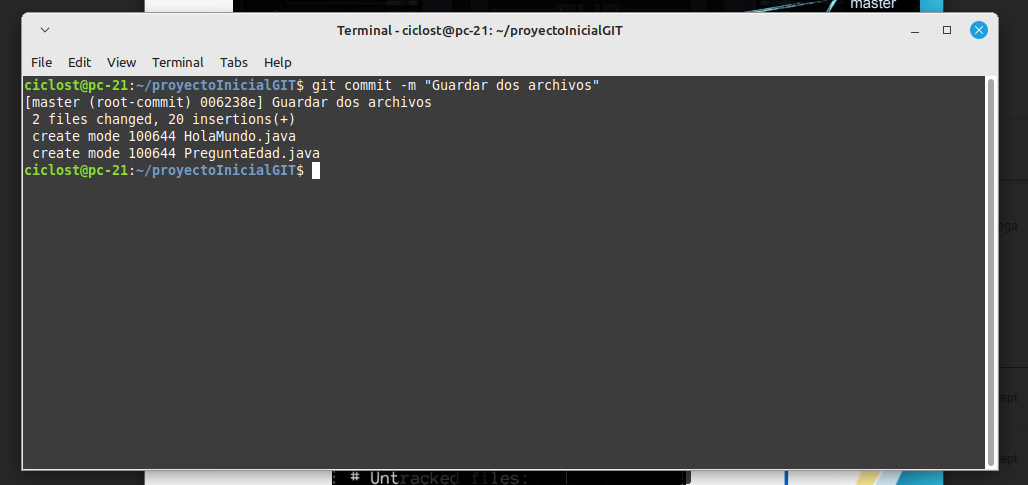 master
Terminal - ciclost@pc-21: ~/proyectoInicialGIT
File Edit View Terminal Tabs Help
ciclost@pc-21:~/proyectoInicialGIT$ git commit -m "Guardar dos archivos"
[master (root-commit) 006238e] Guardar dos archivos
 2 files changed, 20 insertions(+)
 create mode 100644 HolaMundo.java
 create mode 100644 PreguntaEdad.java
ciclost@pc-21:~/proyectoInicialGIT$
ega
ept
ept
# Untracked files: